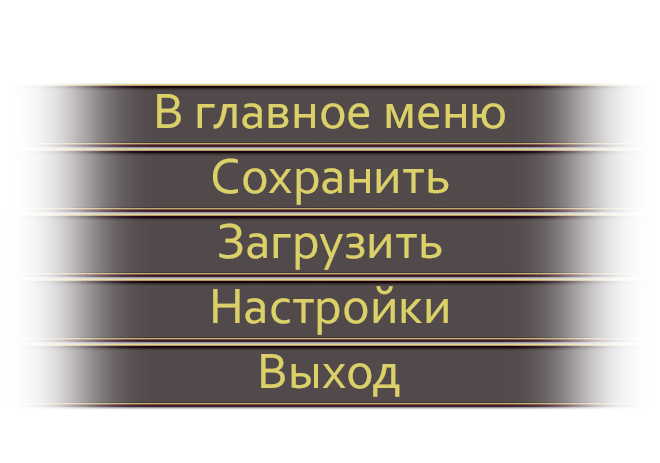 В главное меню
Сохранить
Загрузить
Настройки
Выход